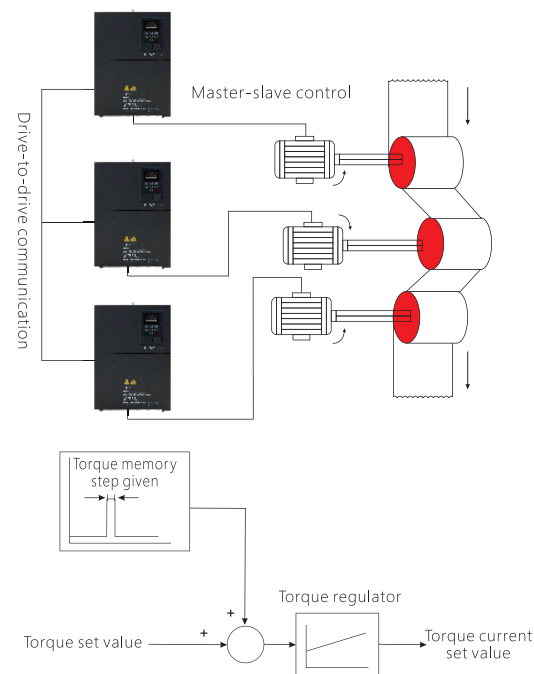 Master-slave control
Drive-to-drive communication
Torque memory
step given
Torque regulator
+
+
Torque set value
Torque current
set value